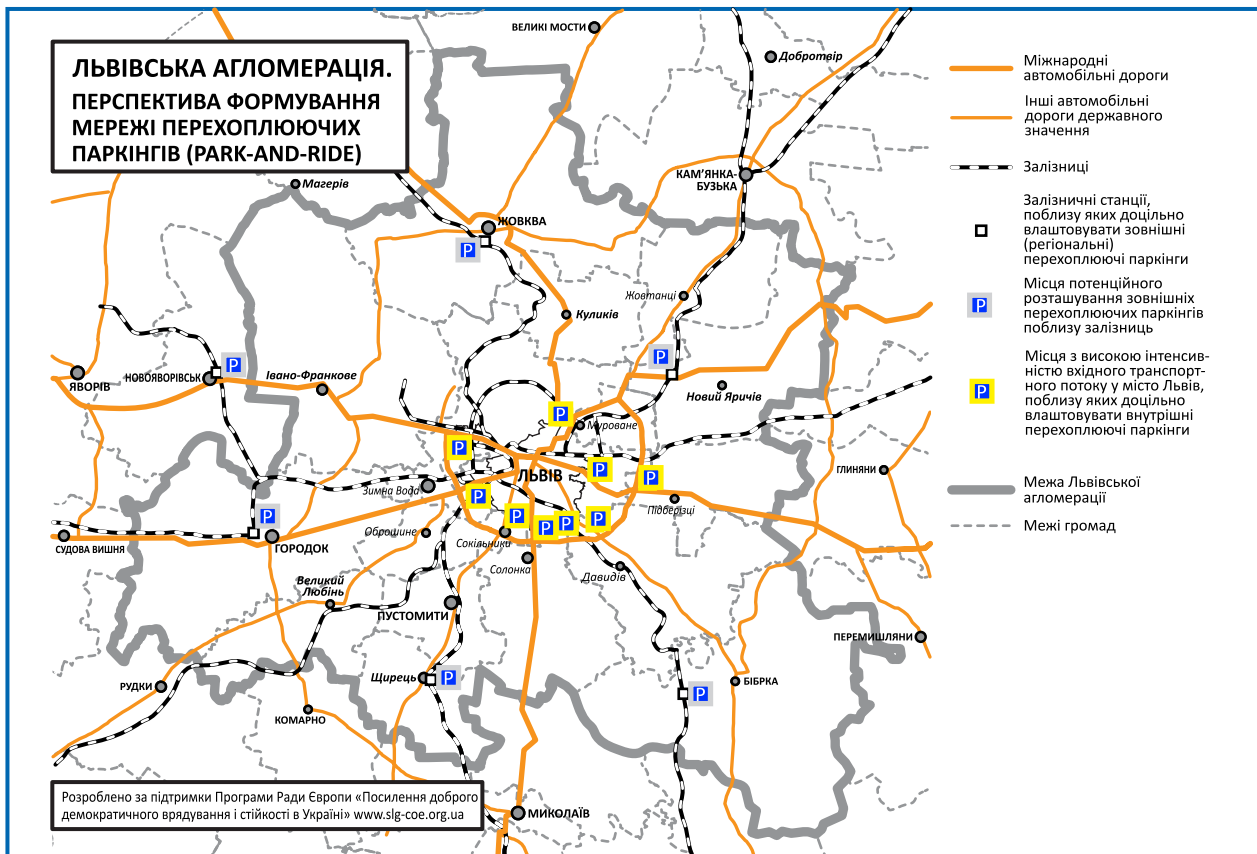 ЛЬВІВСЬКА АГЛОМЕРАЦІЯ.
ПЕРСПЕКТИВА ФОРМУВАННЯ
МЕРЕЖІ ПЕРЕХОПЛЮЮЧИХ
ПАРКІНГІВ (PARK-AND-RIDE)
ВЕЛИКІ МОСТИ
Добротвір
КАМ’ЯНКА-
БУЗЬКА
Магерів
ЖОВКВА
P
Жовтанці
Куликів
P
P
ЯВОРІВ
НОВОЯВОРІВСЬК
Івано-Франкове
Новий Яричів
P
Мурован​е
P
P
P
ЛЬВІВ
ГЛИНЯНИ
Зимна Вода
P
Підберізці
P
P
P
P
P
СУДОВА ВИШНЯ
ГОРОДОК
Оброшине
Сокільники
Солонка
Давидів
Великий
Любінь
ПУСТОМИТИ
ПЕРЕМИШЛЯНИ
Щирець
P
P
БІБРКА
РУДКИ
КОМАРНО
МИКОЛАЇВ
Розроблено за підтримки Програми Ради Європи «Посилення доброго
демократичного врядування і стійкості в Україні» www.slg-coe.org.ua
Міжнародні
автомобільні дороги
Інші автомобільні
дороги державного
значення
Залізниці
Залізничні станції,
поблизу яких доцільно
влаштовувати зовнішні
(регіональні)
перехоплюючі паркінги
P
Місця потенційного
розташування зовнішніх
перехоплюючих паркінгів
поблизу залізниць
P
Місця з високою інтенсив-
ністю вхідного транспорт-
ного потоку у місто Львів,
поблизу яких доцільно
влаштовувати внутрішні
перехоплюючі паркінги
Межа Львівської
агломерації
Межі громад